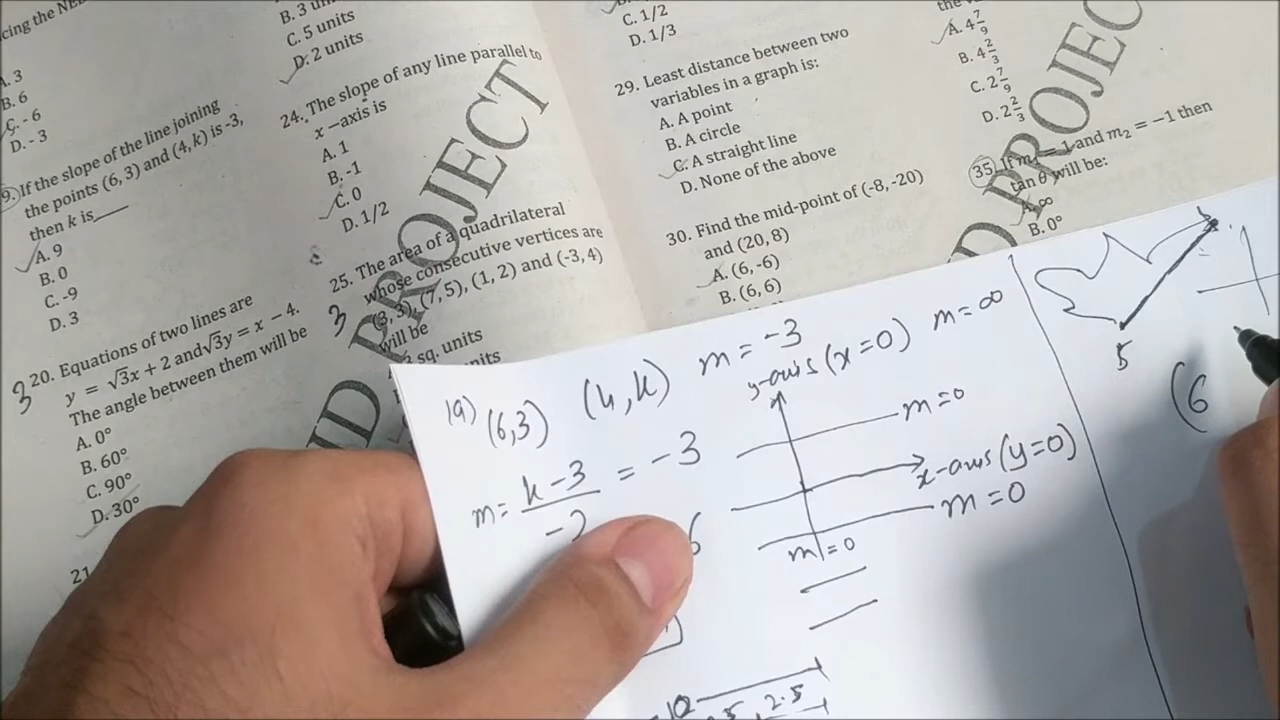 cing the NE
A. 3
B. 6
C. - 6
D. - 3
9. If the slope of the line joining
the points (6, 3) and (4, k) is -3,
then k is___
A. 9
B. 0
C. -9
D. 3
3
20. Equations of two lines are
y = √3x + 2 and √3y = x − 4.
The angle between them will be
A. 0°
B. 60°
C. 90°
D. 30°
21
C. 5 units
D. 2 units
24. The slope of any line parallel to
x −axis is
A. 1
B. -1
C. 0
D. 1/2
25. The area of a quadrilateral
whose consecutive vertices are
(3, 3), (7, 5), (1, 2) and (-3, 4)
will be
sq. units
3
C. 1/2
D. 1/3
29. Least distance between two
variables in a graph is:
A. A point
B. A circle
C. A straight line
D. None of the above
30. Find the mid-point of (-8, -20)
and (20, 8)
A. (6, -6)
B. (6, 6)
A. 4 7/9
B. 4 2/3
C. 2 7/9
D. 2 2/3
35. If m₁ = 1 and m₂ = −1 then
tan θ will be:
A. ∞
B. 0°
PROJECT
PROJEC
19) (6,3) (4,k) m = -3
m = k-3/-2 = -3
6
y-axis (x=0) m = ∞
m = 0
x-axis (y=0)
m = 0
m = 0
10
2.5
5
(6